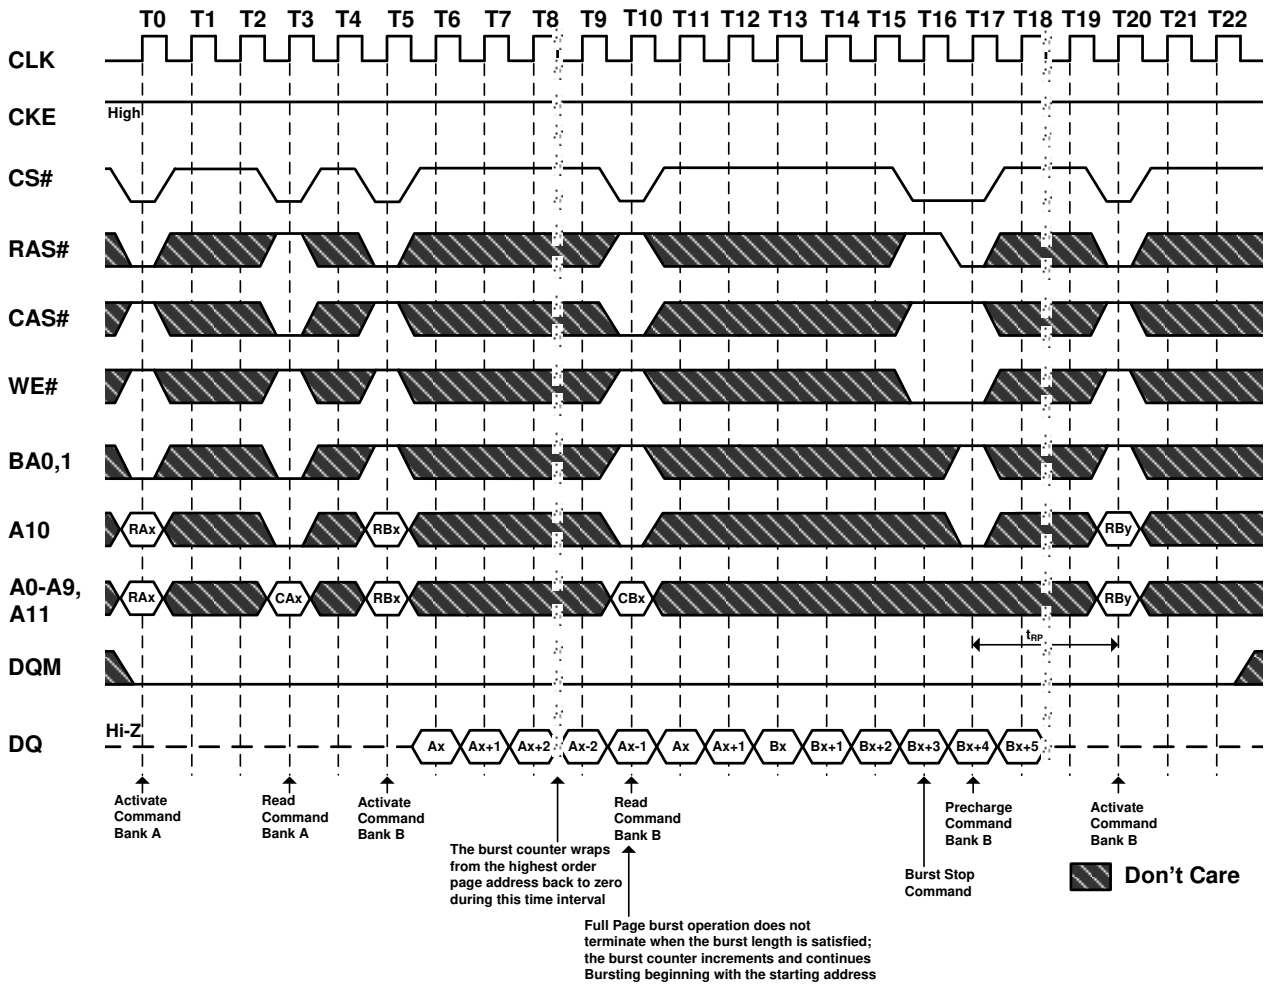 T0 T1 T2 T3 T4 T5 T6 T7 T8 T9 T10 T11 T12 T13 T14 T15 T16 T17 T18 T19 T20 T21 T22
CLK
CKE High
CS#
RAS#
CAS#
WE#
BA0,1
A10 RAx RBx RBy
A0-A9,
A11 RAx CAx RBx CBx RBy
tRP
DQM
Hi-Z
DQ Ax Ax+1 Ax+2 Ax-2 Ax-1 Ax Ax+1 Bx Bx+1 Bx+2 Bx+3 Bx+4 Bx+5
Activate
Command
Bank A
Read
Command
Bank A
Activate
Command
Bank B
The burst counter wraps
from the highest order
page address back to zero
during this time interval
Read
Command
Bank B
Full Page burst operation does not
terminate when the burst length is satisfied;
the burst counter increments and continues
Bursting beginning with the starting address
Burst Stop
Command
Precharge
Command
Bank B
Activate
Command
Bank B
Don't Care